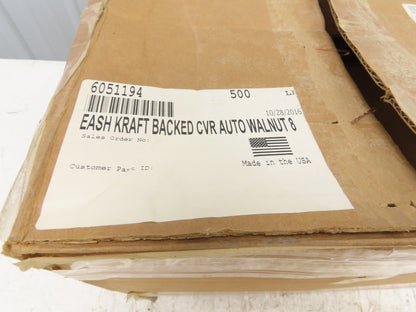 6051194 500 LJ
10/28/2016
EASH KRAFT BACKED CVR AUTO WALNUT 8
Sales Order No:
Made in the USA
Customer Part ID: